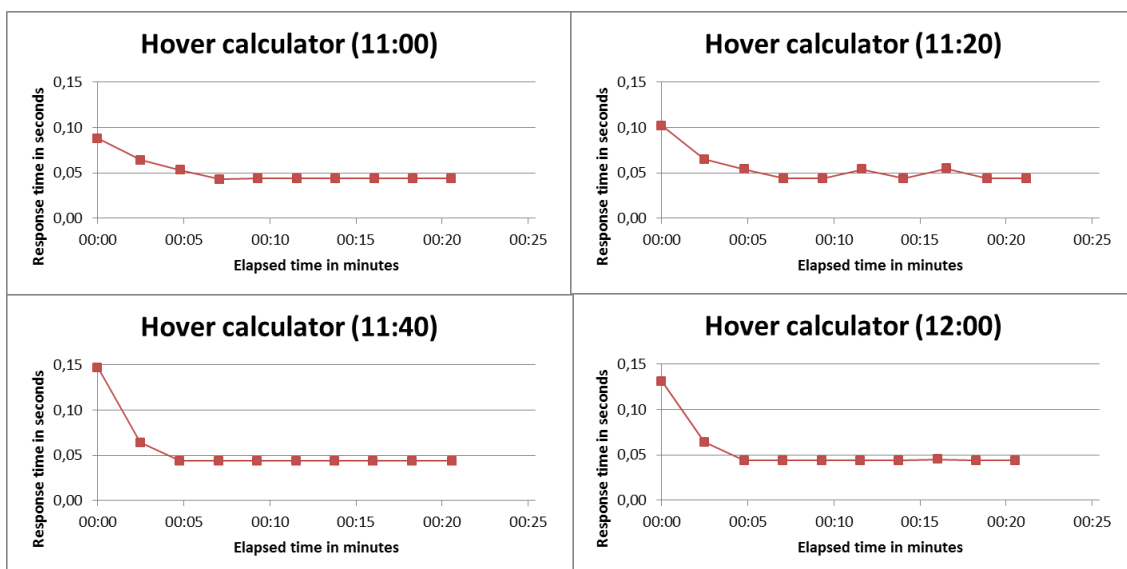 Hover calculator (11:00)
Response time in seconds
0,15
0,10
0,05
0,00
00:00 00:05 00:10 00:15 00:20 00:25
Elapsed time in minutes
Hover calculator (11:20)
Response time in seconds
0,15
0,10
0,05
0,00
00:00 00:05 00:10 00:15 00:20 00:25
Elapsed time in minutes
Hover calculator (11:40)
Response time in seconds
0,15
0,10
0,05
0,00
00:00 00:05 00:10 00:15 00:20 00:25
Elapsed time in minutes
Hover calculator (12:00)
Response time in seconds
0,15
0,10
0,05
0,00
00:00 00:05 00:10 00:15 00:20 00:25
Elapsed time in minutes